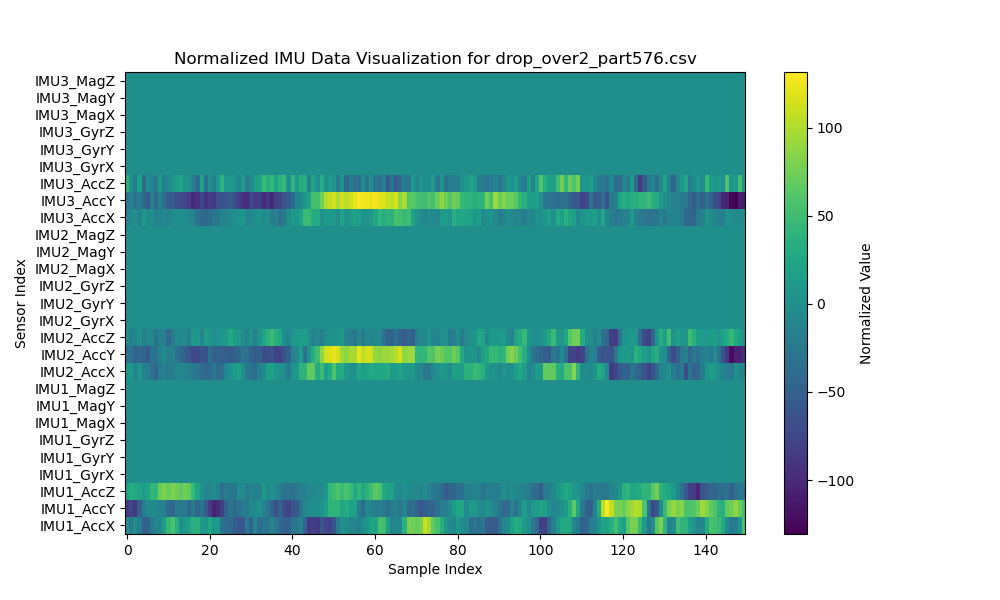 Normalized IMU Data Visualization for drop_over2_part576.csv
IMU3_MagZ
IMU3_MagY
IMU3_MagX
IMU3_GyrZ
IMU3_GyrY
IMU3_GyrX
IMU3_AccZ
IMU3_AccY
IMU3_AccX
IMU2_MagZ
IMU2_MagY
IMU2_MagX
IMU2_GyrZ
IMU2_GyrY
IMU2_GyrX
IMU2_AccZ
IMU2_AccY
IMU2_AccX
IMU1_MagZ
IMU1_MagY
IMU1_MagX
IMU1_GyrZ
IMU1_GyrY
IMU1_GyrX
IMU1_AccZ
IMU1_AccY
IMU1_AccX
Sensor Index
0 20 40 60 80 100 120 140
Sample Index
100
50
0
−50
−100
Normalized Value